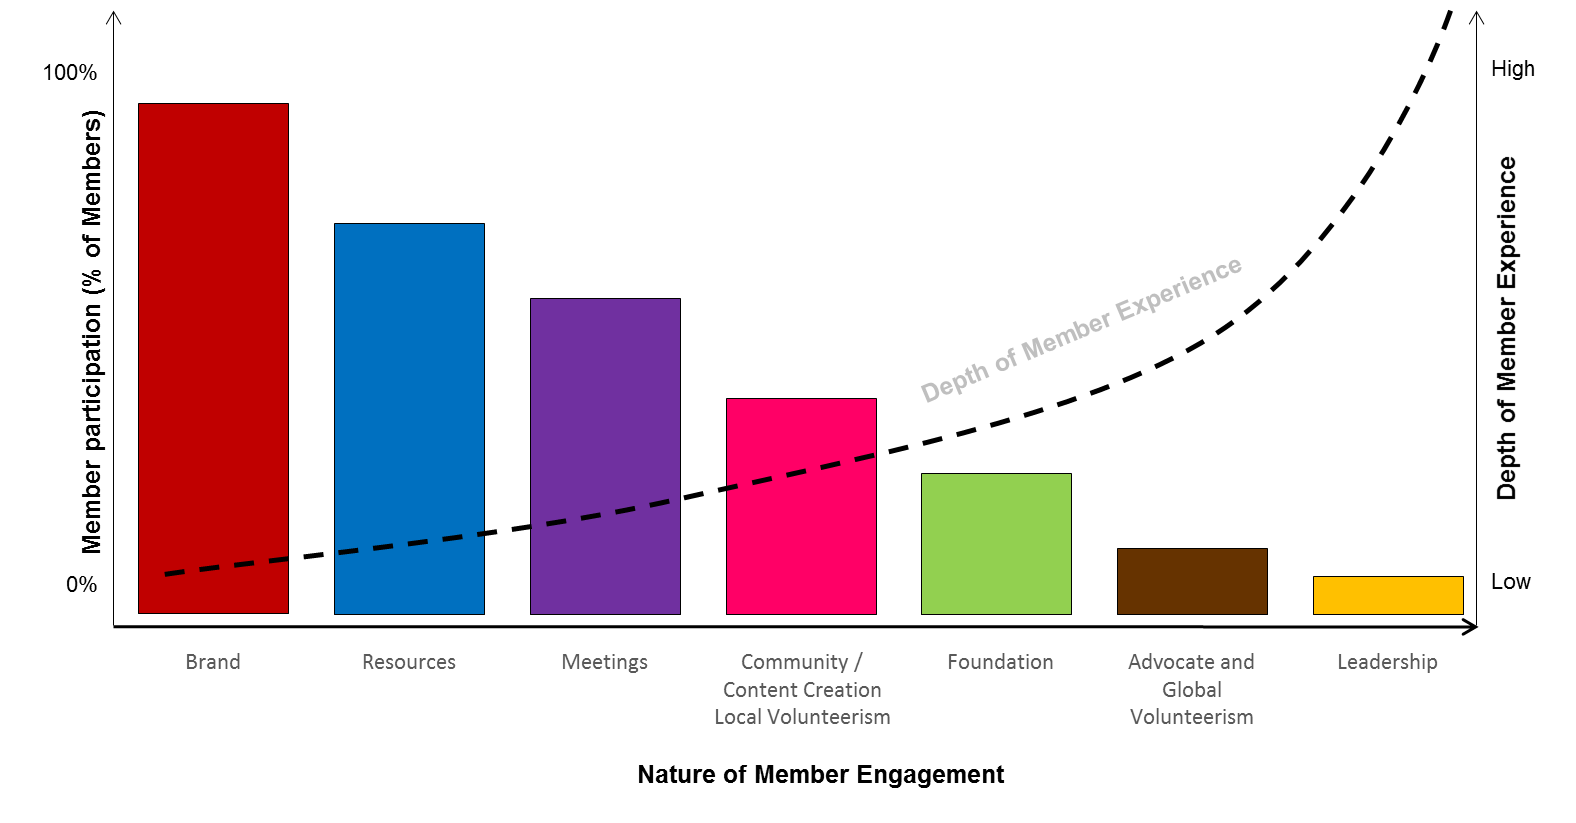 100%
High
Member participation (% of Members)
Depth of Member Experience
Depth of Member Experience
0%
Low
Brand
Resources
Meetings
Community /
Content Creation
Local Volunteerism
Foundation
Advocate and
Global
Volunteerism
Leadership
Nature of Member Engagement